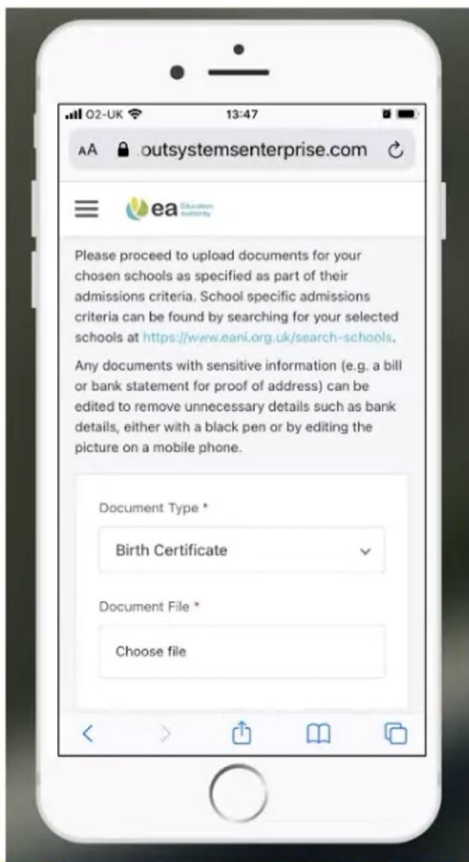 O2-UK 13:47
AA .outsystemsenterprise.com
ea Education Authority
Please proceed to upload documents for your
chosen schools as specified as part of their
admissions criteria. School specific admissions
criteria can be found by searching for your selected
schools at https://www.eani.org.uk/search-schools.
Any documents with sensitive information (e.g. a bill
or bank statement for proof of address) can be
edited to remove unnecessary details such as bank
details, either with a black pen or by editing the
picture on a mobile phone.
Document Type *
Birth Certificate
Document File *
Choose file